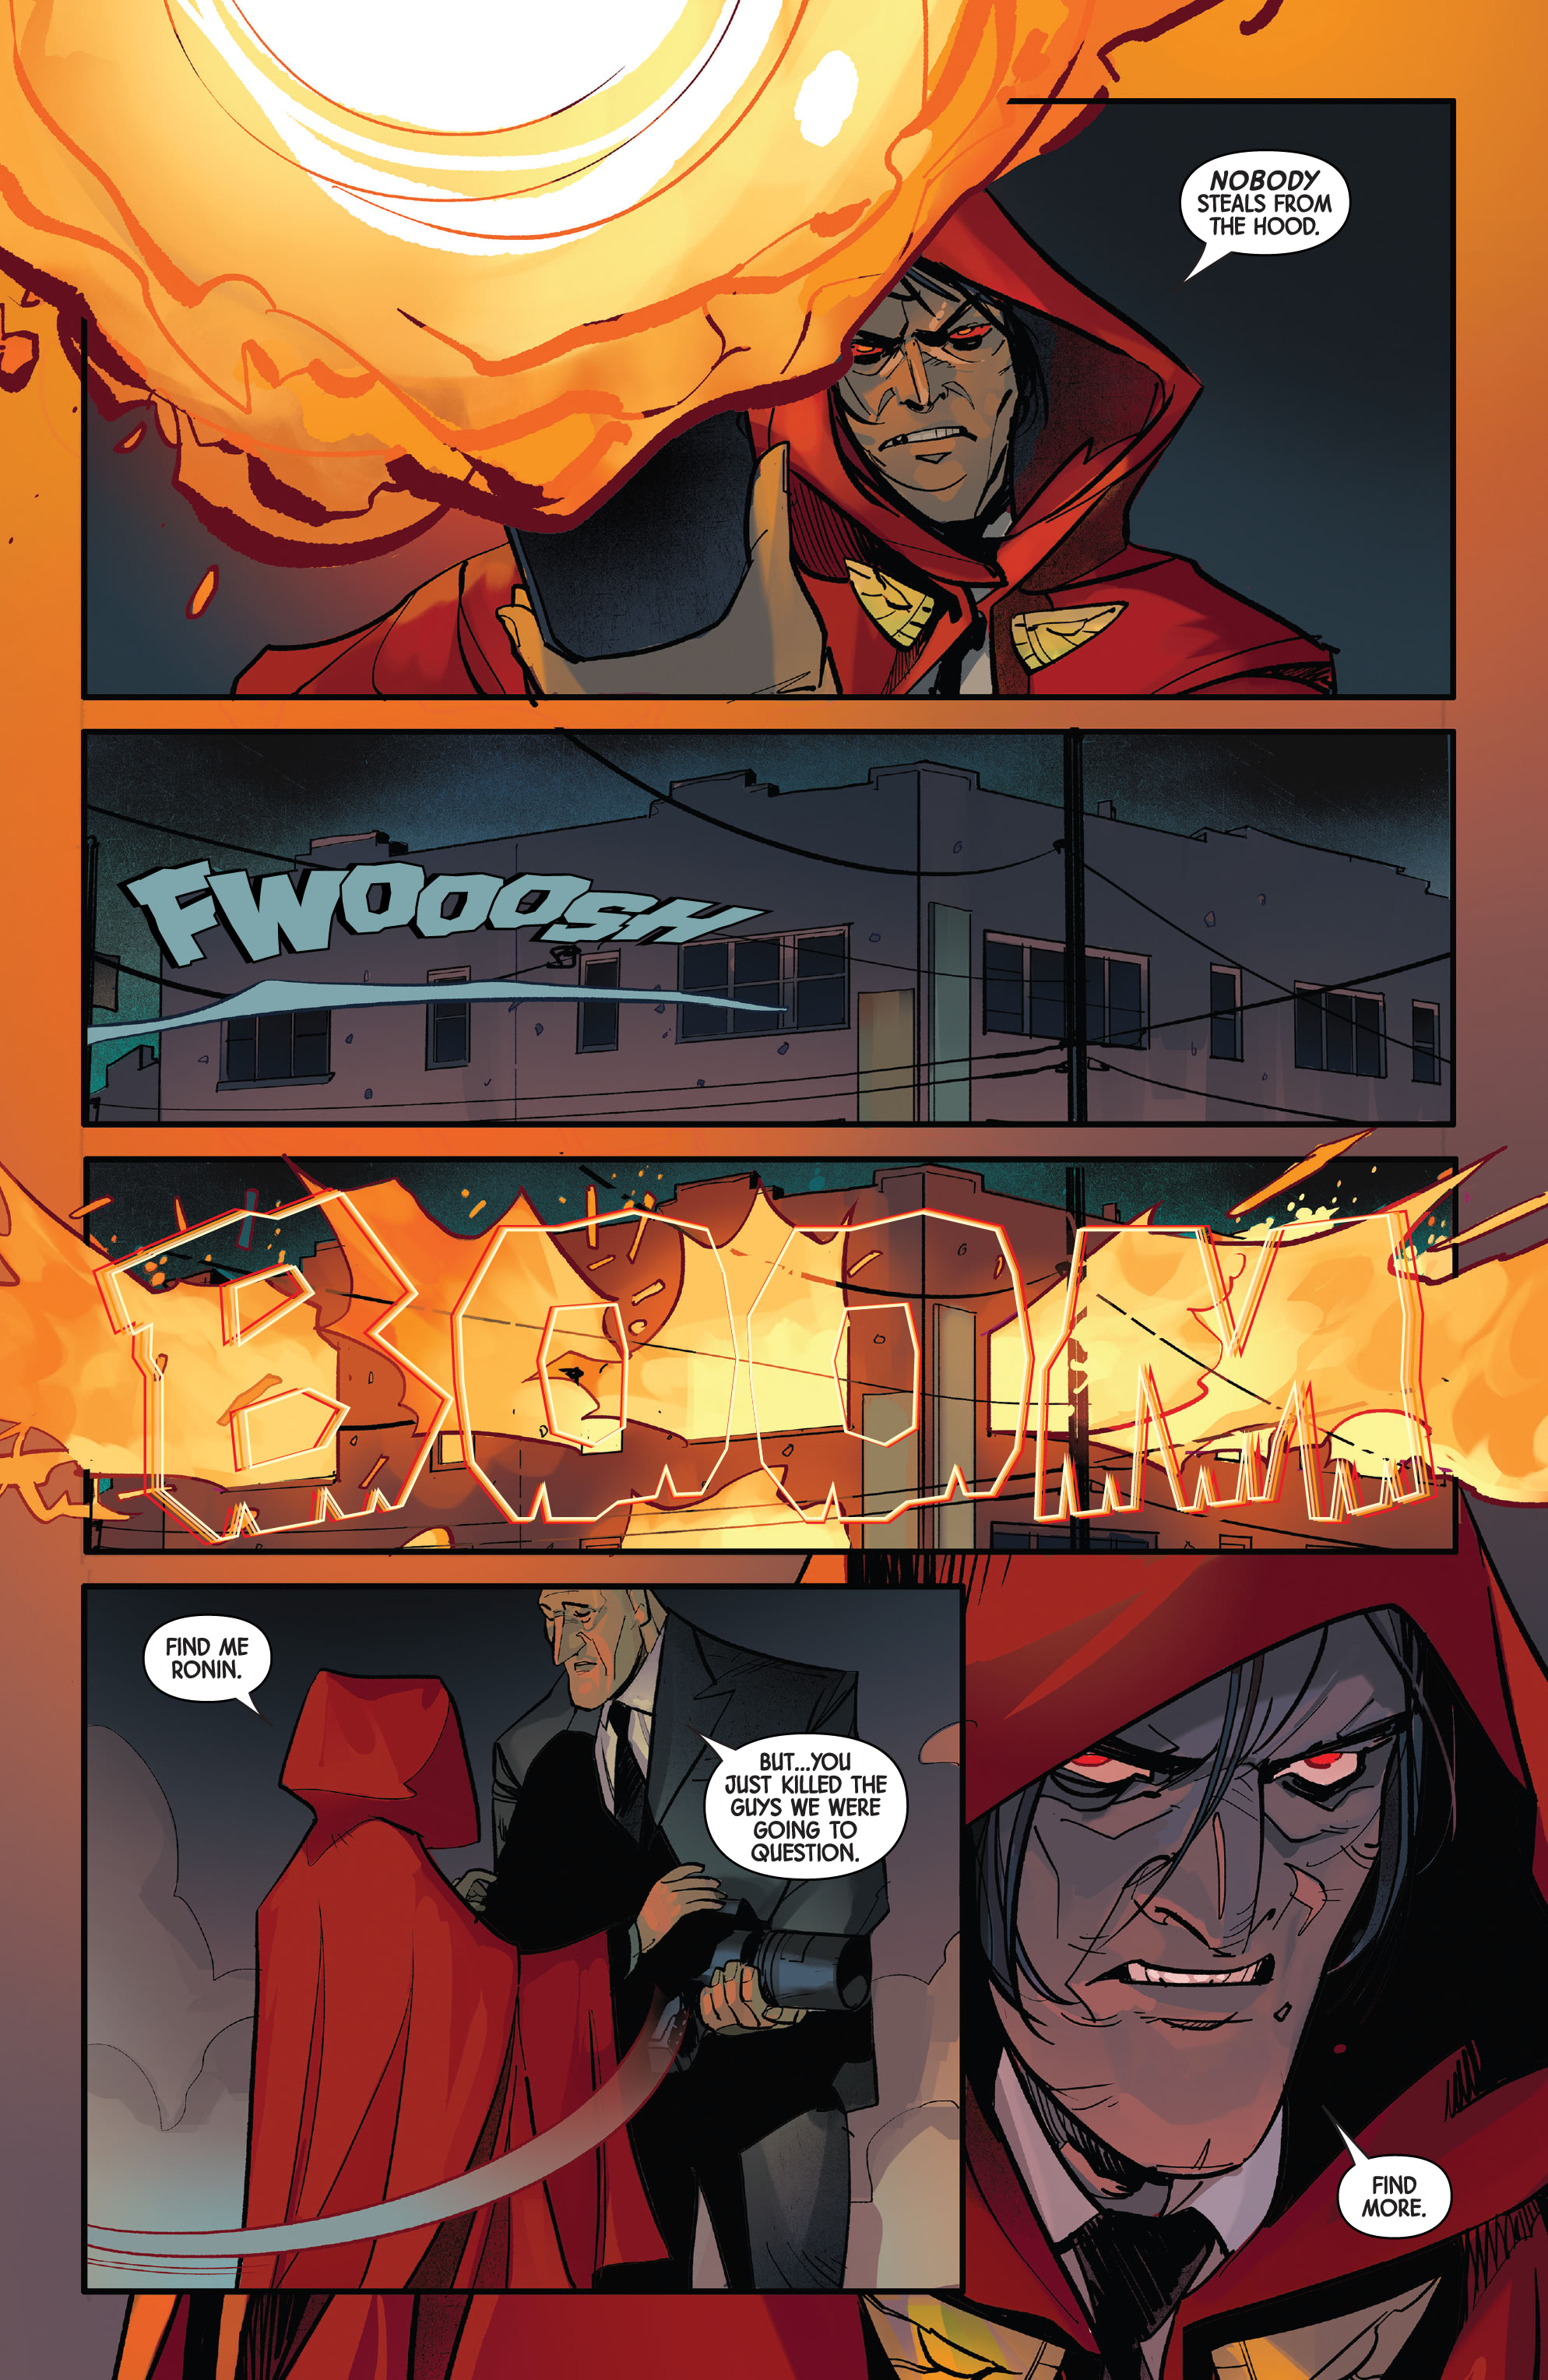 NOBODY
STEALS FROM
THE HOOD.
FWOOOSH
BOOM
FIND ME
RONIN.
BUT...YOU
JUST KILLED THE
GUYS WE WERE
GOING TO
QUESTION.
FIND
MORE.